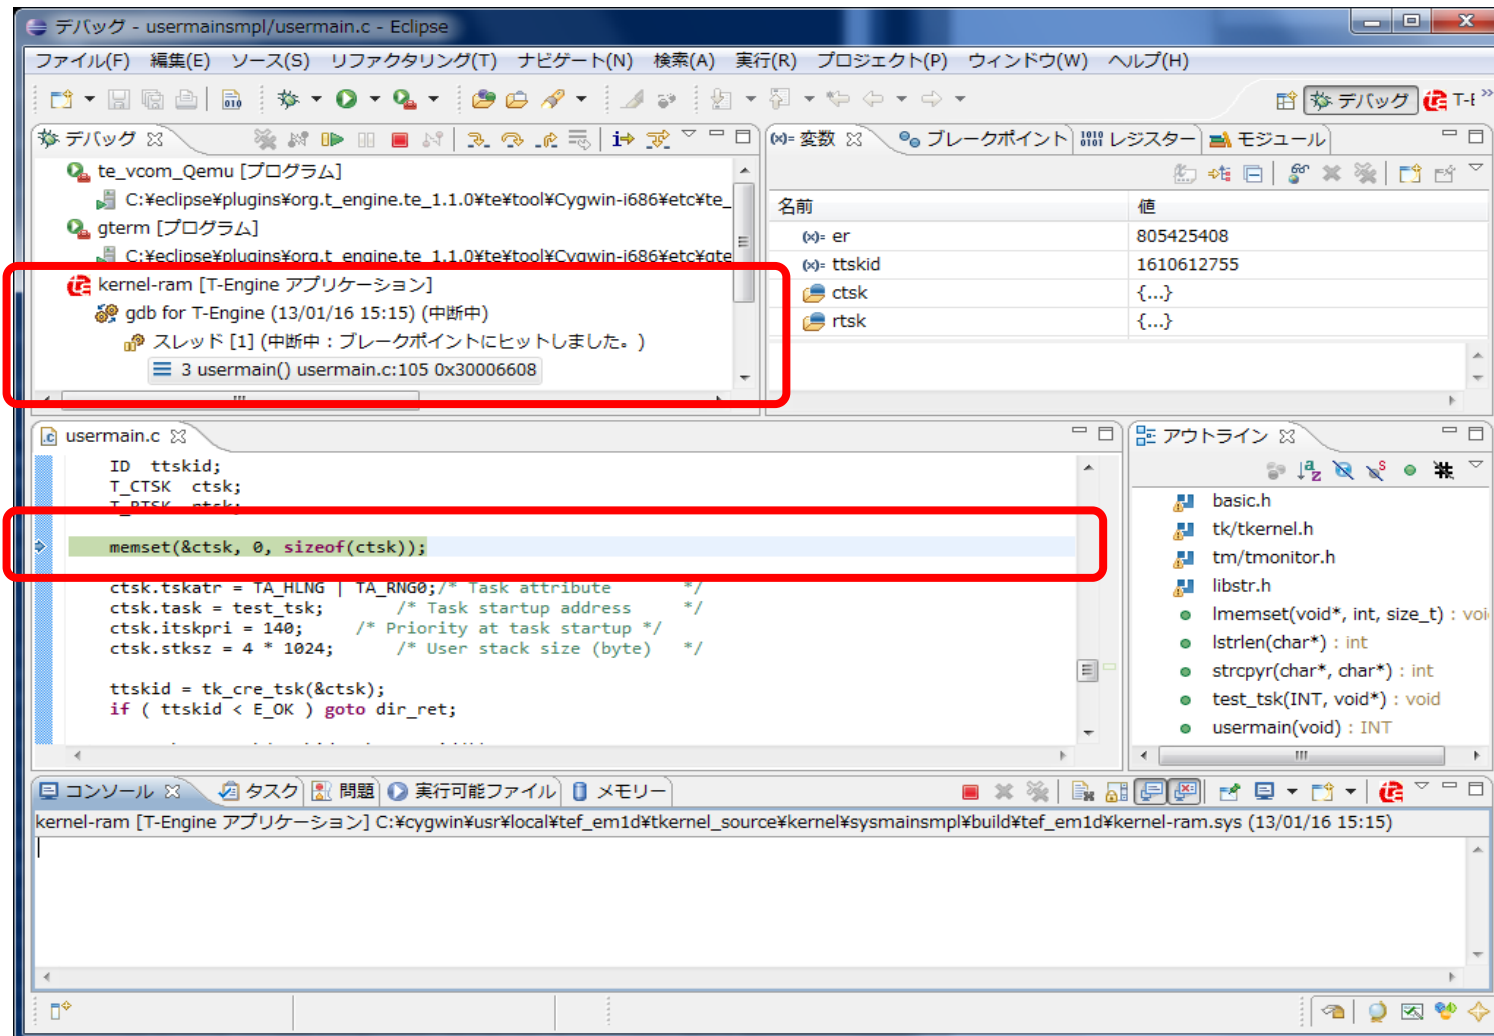 デバッグ - usermainsmpl/usermain.c - Eclipse
ファイル(F) 編集(E) ソース(S) リファクタリング(T) ナビゲート(N) 検索(A) 実行(R) プロジェクト(P) ウィンドウ(W) ヘルプ(H)
デバッグ T-E
デバッグ
te_vcom_Qemu [プログラム]
C:¥eclipse¥plugins¥org.t_engine.te_1.1.0¥te¥tool¥Cygwin-i686¥etc¥te_
gterm [プログラム]
C:¥eclipse¥plugins¥org.t_engine.te_1.1.0¥te¥tool¥Cygwin-i686¥etc¥gte
kernel-ram [T-Engine アプリケーション]
gdb for T-Engine (13/01/16 15:15) (中断中)
スレッド [1] (中断中：ブレークポイントにヒットしました。)
3 usermain() usermain.c:105 0x30006608
(x)= 変数 ブレークポイント レジスター モジュール
名前 値
(x)= er 805425408
(x)= ttskid 1610612755
ctsk {...}
rtsk {...}
usermain.c
ID ttskid;
T_CTSK ctsk;
T_RTSK rtsk;
memset(&ctsk, 0, sizeof(ctsk));
ctsk.tskatr = TA_HLNG | TA_RNG0;/* Task attribute */
ctsk.task = test_tsk; /* Task startup address */
ctsk.itskpri = 140; /* Priority at task startup */
ctsk.stksz = 4 * 1024; /* User stack size (byte) */
ttskid = tk_cre_tsk(&ctsk);
if ( ttskid < E_OK ) goto dir_ret;
アウトライン
basic.h
tk/tkernel.h
tm/tmonitor.h
libstr.h
lmemset(void*, int, size_t) : voi
lstrlen(char*) : int
strcpyr(char*, char*) : int
test_tsk(INT, void*) : void
usermain(void) : INT
コンソール タスク 問題 実行可能ファイル メモリー
kernel-ram [T-Engine アプリケーション] C:¥cygwin¥usr¥local¥tef_em1d¥tkernel_source¥kernel¥sysmainsmpl¥build¥tef_em1d¥kernel-ram.sys (13/01/16 15:15)